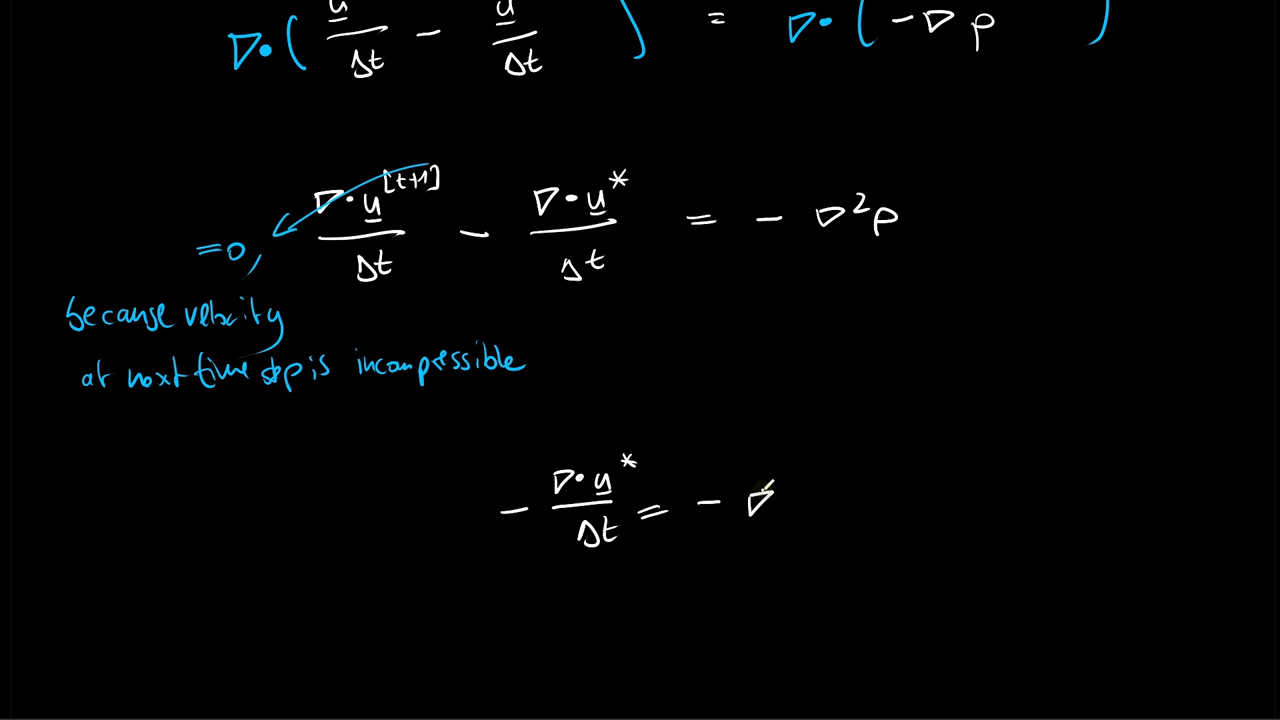 ∇·( u/Δt − u/Δt ) = ∇·( −∇p )
∇·u^[t+1]/Δt − ∇·u^*/Δt = − ∇²p
=0,
because velocity
at next time step is incompressible
− ∇·u^*/Δt = − ∇